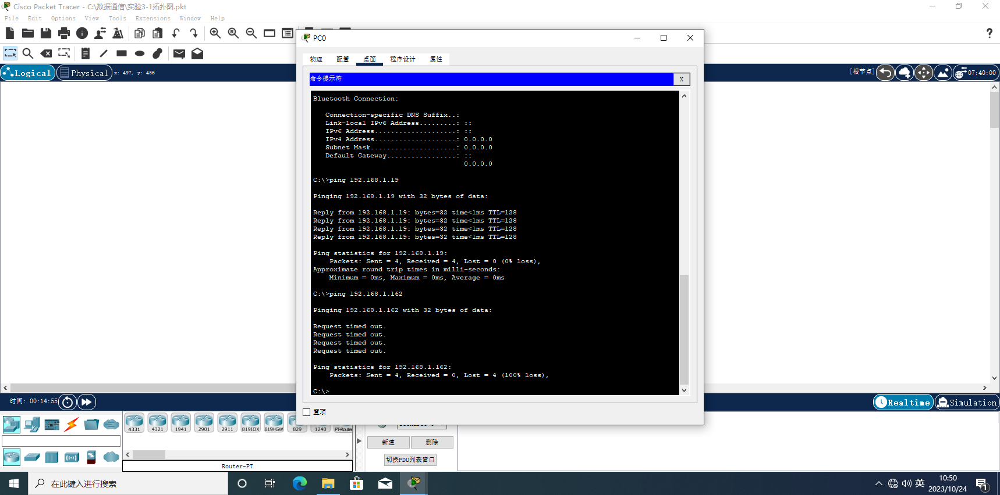 Cisco Packet Tracer - C:\数据通信\实验3-1拓扑图.pkt
File Edit Options View Tools Extensions Window Help
Logical
Physical
x: 497, y: 456
[根节点]
07:40:00
PC0
物理 配置 桌面 程序设计 属性
命令提示符
X
Bluetooth Connection:
Connection-specific DNS Suffix..:
Link-local IPv6 Address.........: ::
IPv6 Address....................: ::
IPv4 Address....................: 0.0.0.0
Subnet Mask.....................: 0.0.0.0
Default Gateway.................: ::
0.0.0.0
C:\>ping 192.168.1.19
Pinging 192.168.1.19 with 32 bytes of data:
Reply from 192.168.1.19: bytes=32 time<1ms TTL=128
Reply from 192.168.1.19: bytes=32 time<1ms TTL=128
Reply from 192.168.1.19: bytes=32 time<1ms TTL=128
Reply from 192.168.1.19: bytes=32 time<1ms TTL=128
Ping statistics for 192.168.1.19:
Packets: Sent = 4, Received = 4, Lost = 0 (0% loss),
Approximate round trip times in milli-seconds:
Minimum = 0ms, Maximum = 0ms, Average = 0ms
C:\>ping 192.168.1.162
Pinging 192.168.1.162 with 32 bytes of data:
Request timed out.
Request timed out.
Request timed out.
Request timed out.
Ping statistics for 192.168.1.162:
Packets: Sent = 4, Received = 0, Lost = 4 (100% loss),
C:\>
置顶
时间: 00:14:55
Realtime
Simulation
4331 4321 1941 2901 2911 819IOX 819HGW 829 1240 PT-Router
新建
删除
切换PDU列表窗口
Router-PT
在此键入进行搜索
英
10:50
2023/10/24
1